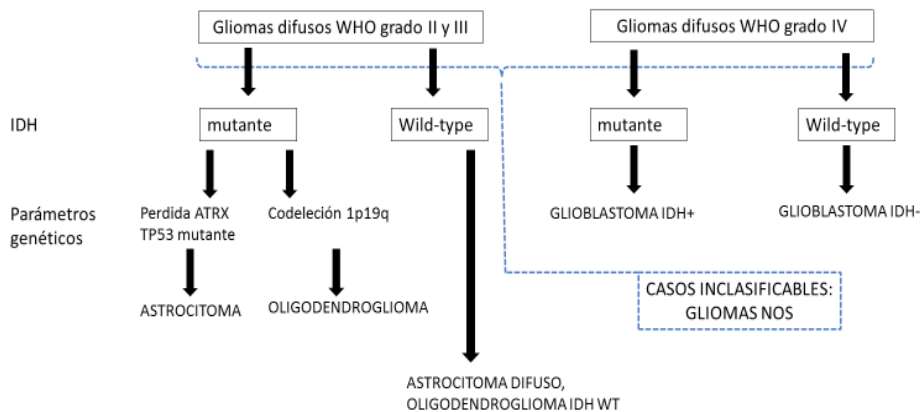 Gliomas difusos WHO grado II y III
Gliomas difusos WHO grado IV
IDH
mutante
Wild-type
mutante
Wild-type
Parámetros
genéticos
Perdida ATRX
TP53 mutante
Codeleción 1p19q
GLIOBLASTOMA IDH+
GLIOBLASTOMA IDH-
ASTROCITOMA
OLIGODENDROGLIOMA
CASOS INCLASIFICABLES:
GLIOMAS NOS
ASTROCITOMA DIFUSO,
OLIGODENDROGLIOMA IDH WT